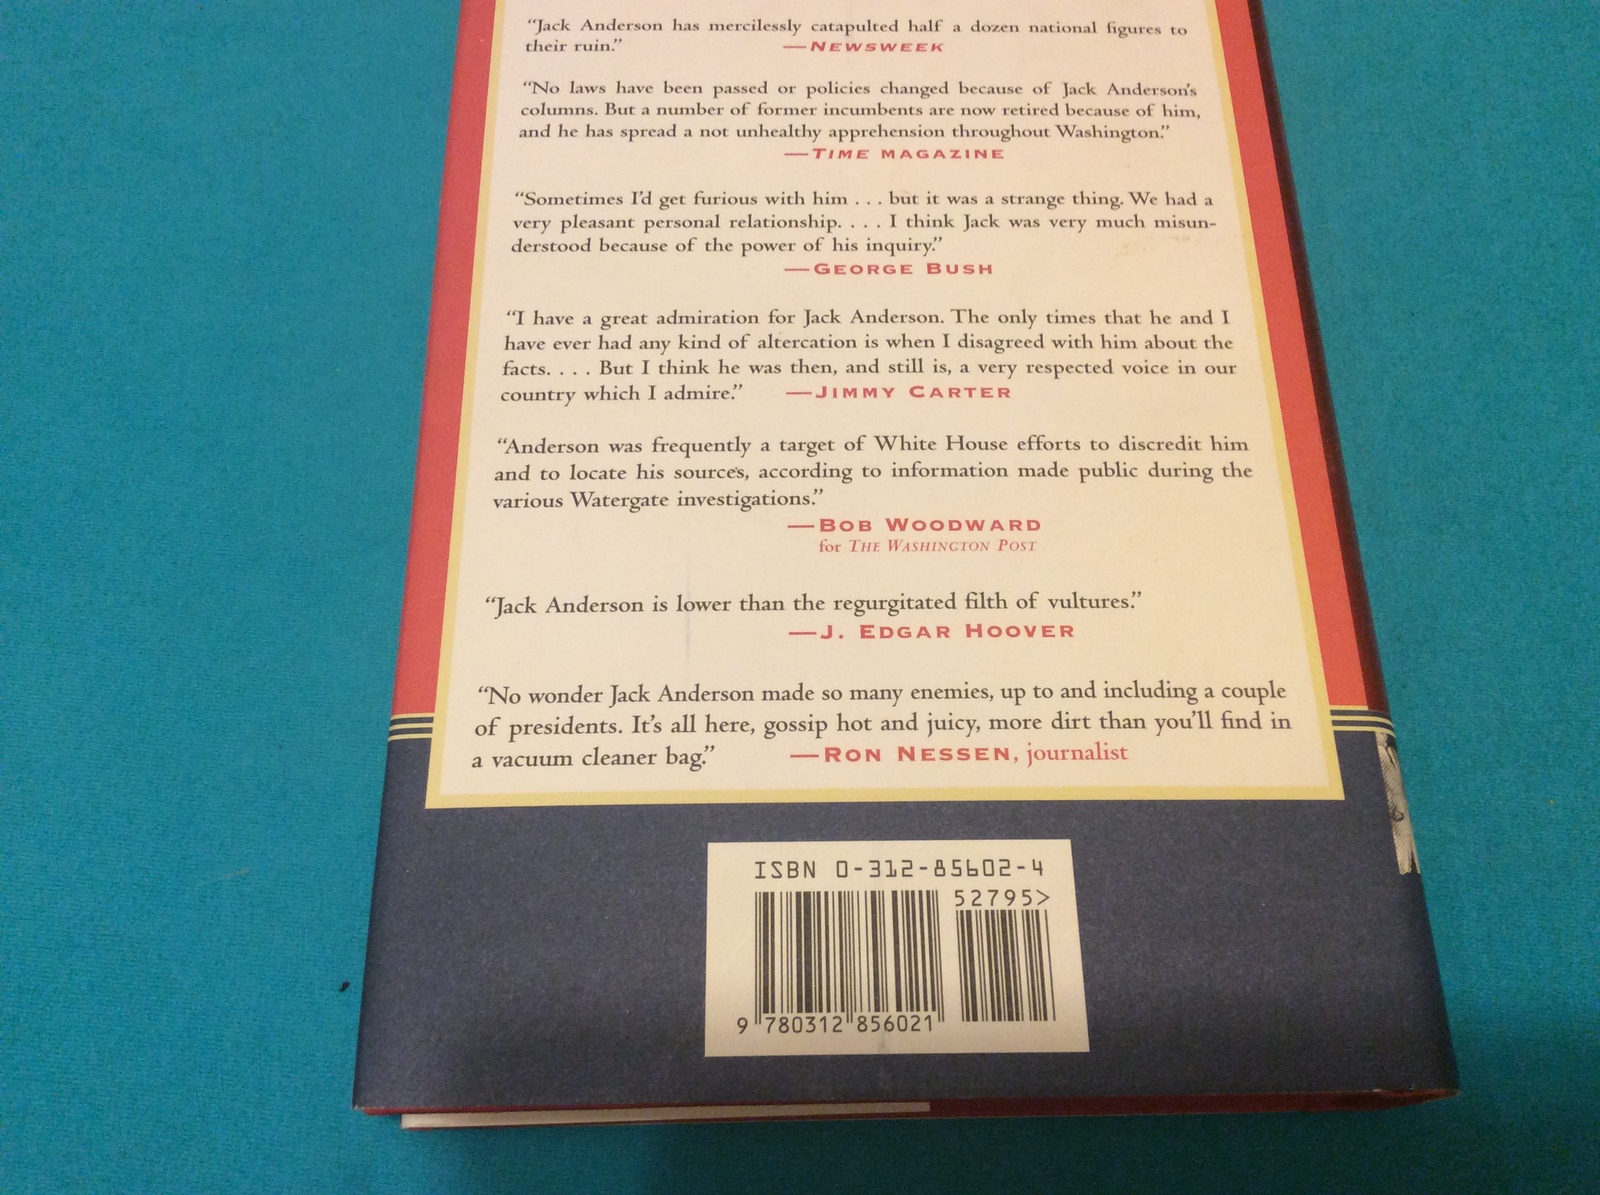 “Jack Anderson has mercilessly catapulted half a dozen national figures to
their ruin.” —NEWSWEEK
“No laws have been passed or policies changed because of Jack Anderson’s
columns. But a number of former incumbents are now retired because of him,
and he has spread a not unhealthy apprehension throughout Washington.”
—TIME MAGAZINE
“Sometimes I’d get furious with him . . . but it was a strange thing. We had a
very pleasant personal relationship. . . . I think Jack was very much misun-
derstood because of the power of his inquiry.”
—GEORGE BUSH
“I have a great admiration for Jack Anderson. The only times that he and I
have ever had any kind of altercation is when I disagreed with him about the
facts. . . . But I think he was then, and still is, a very respected voice in our
country which I admire.” —JIMMY CARTER
“Anderson was frequently a target of White House efforts to discredit him
and to locate his sources, according to information made public during the
various Watergate investigations.”
—BOB WOODWARD
for THE WASHINGTON POST
“Jack Anderson is lower than the regurgitated filth of vultures.”
—J. EDGAR HOOVER
“No wonder Jack Anderson made so many enemies, up to and including a couple
of presidents. It’s all here, gossip hot and juicy, more dirt than you’ll find in
a vacuum cleaner bag.” —RON NESSEN, journalist
ISBN 0-312-85602-4
52795>
9 780312 856021